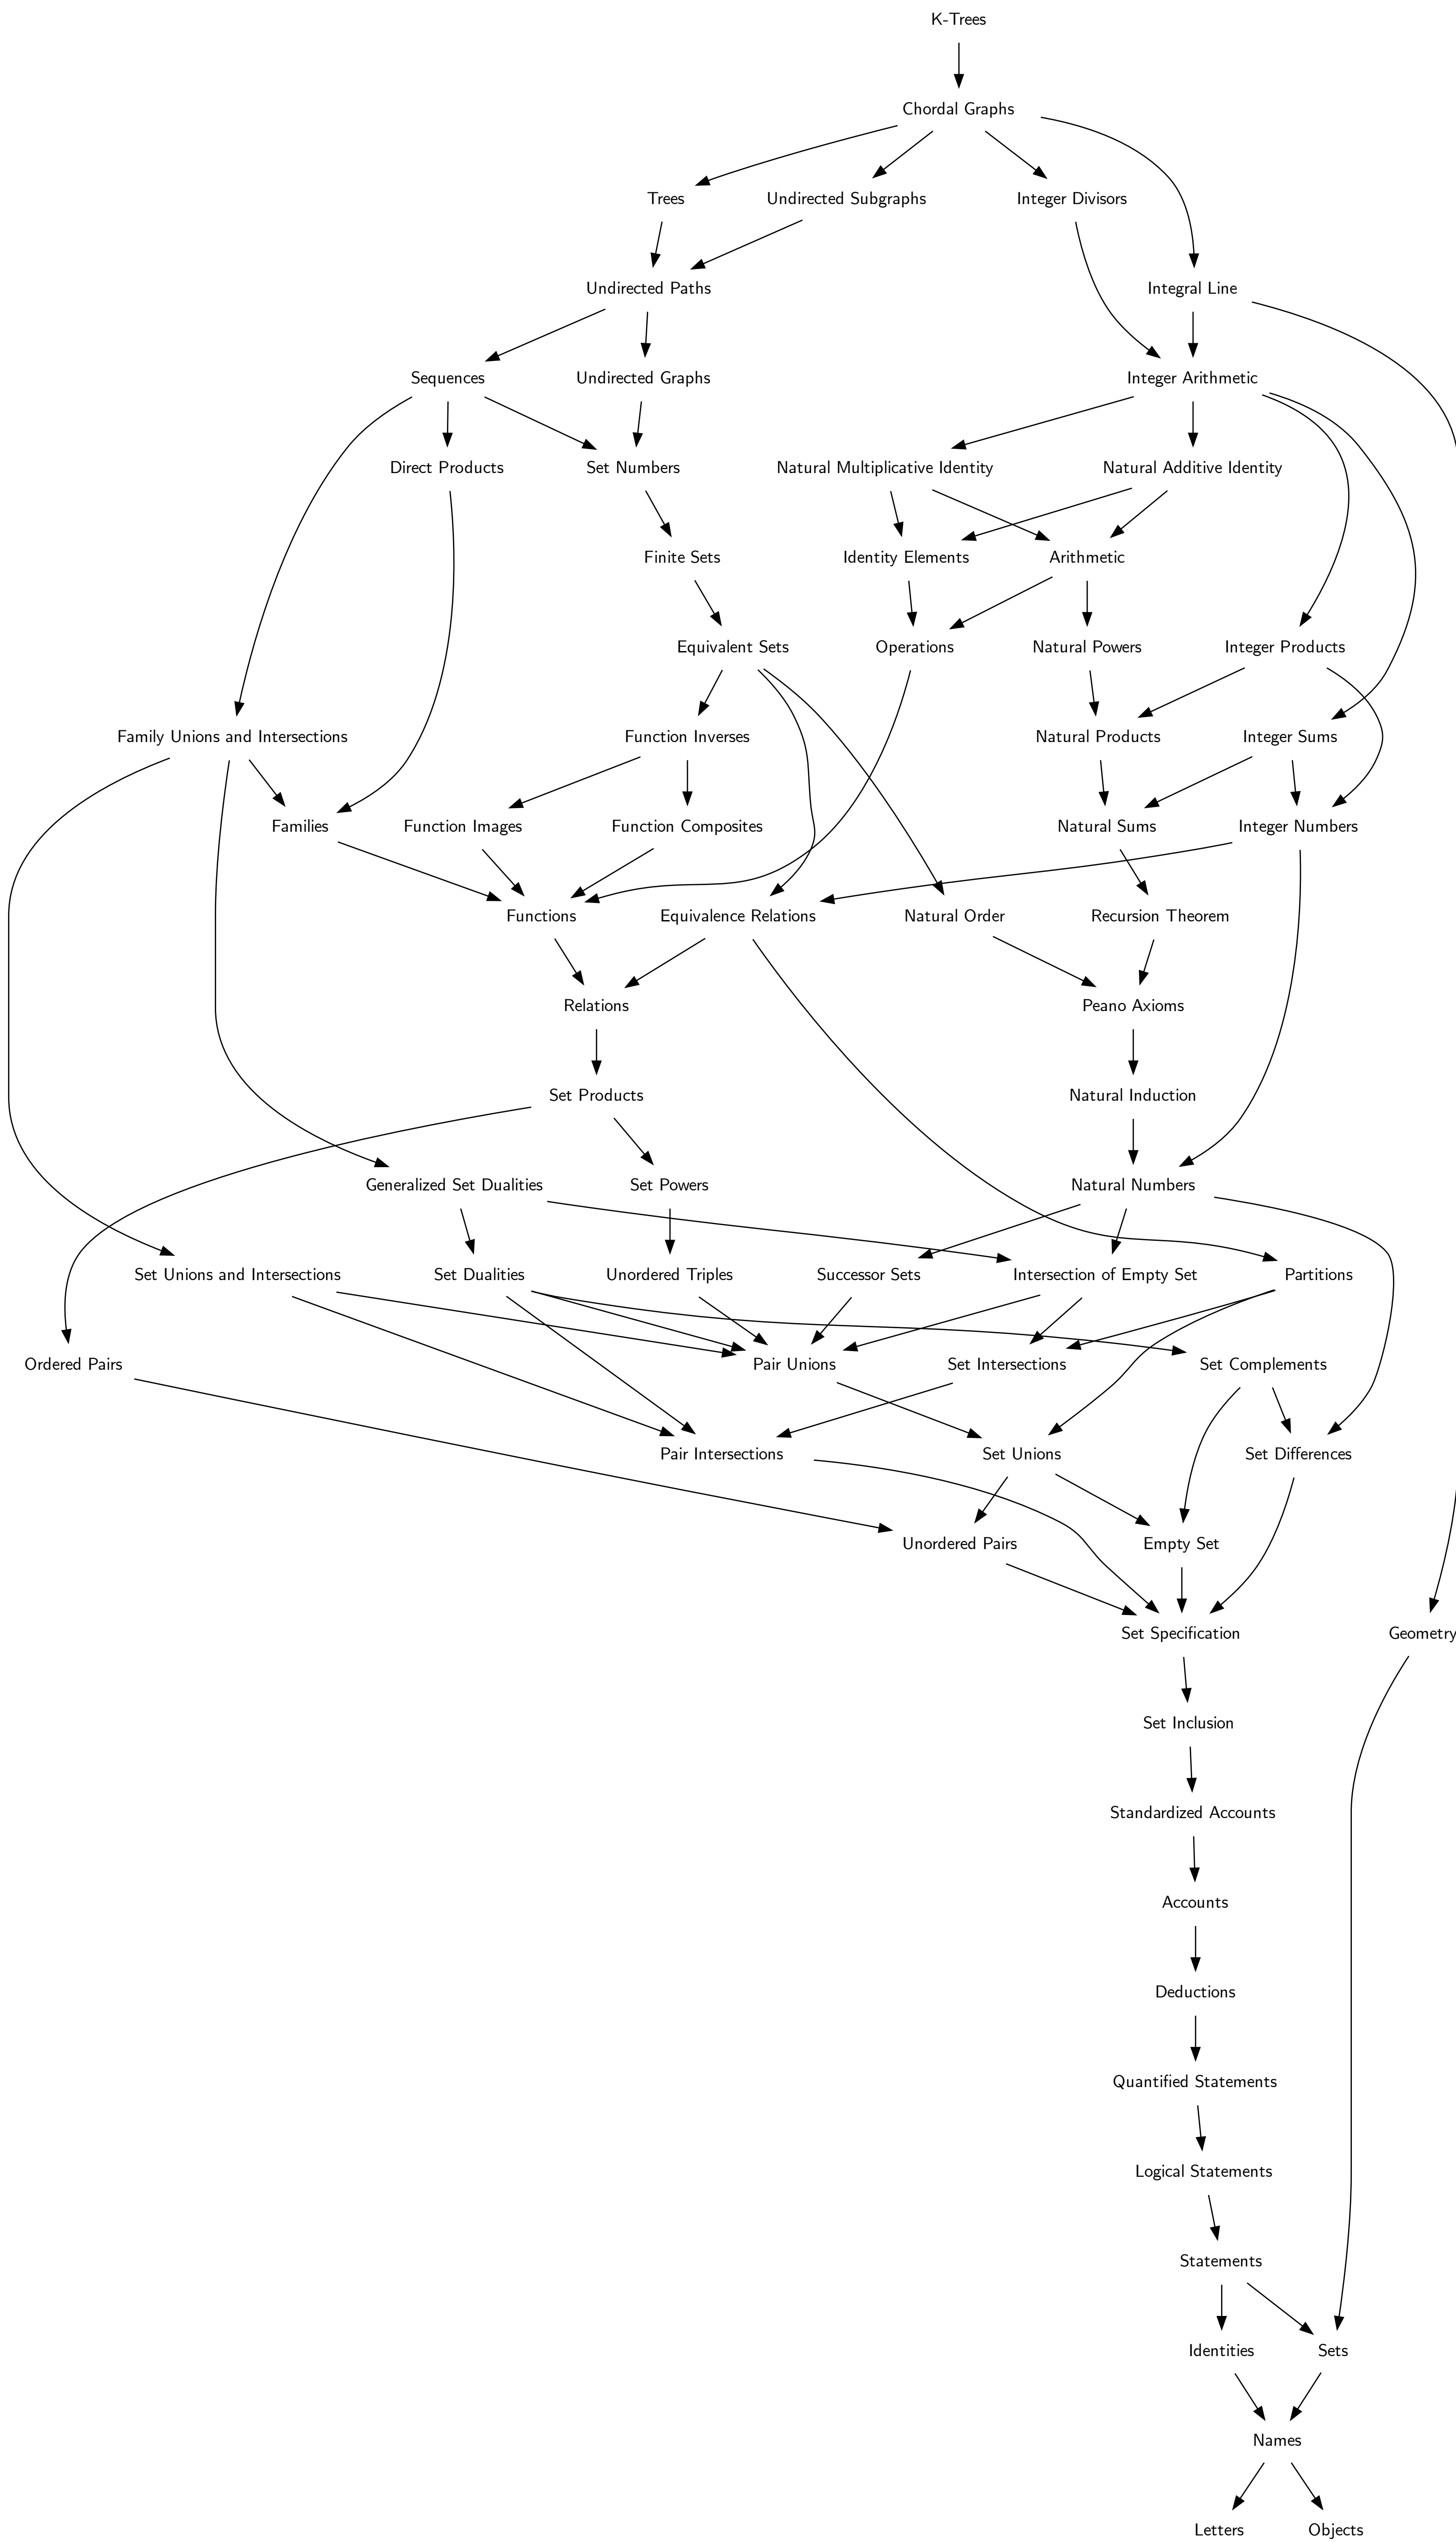 K-Trees
Chordal Graphs
Trees
Undirected Subgraphs
Integer Divisors
Undirected Paths
Integral Line
Sequences
Undirected Graphs
Integer Arithmetic
Direct Products
Set Numbers
Natural Multiplicative Identity
Natural Additive Identity
Finite Sets
Identity Elements
Arithmetic
Equivalent Sets
Operations
Natural Powers
Integer Products
Family Unions and Intersections
Function Inverses
Natural Products
Integer Sums
Families
Function Images
Function Composites
Natural Sums
Integer Numbers
Functions
Equivalence Relations
Natural Order
Recursion Theorem
Relations
Peano Axioms
Set Products
Natural Induction
Generalized Set Dualities
Set Powers
Natural Numbers
Set Unions and Intersections
Set Dualities
Unordered Triples
Successor Sets
Intersection of Empty Set
Partitions
Ordered Pairs
Pair Unions
Set Intersections
Set Complements
Pair Intersections
Set Unions
Set Differences
Unordered Pairs
Empty Set
Set Specification
Geometry
Set Inclusion
Standardized Accounts
Accounts
Deductions
Quantified Statements
Logical Statements
Statements
Identities
Sets
Names
Letters
Objects